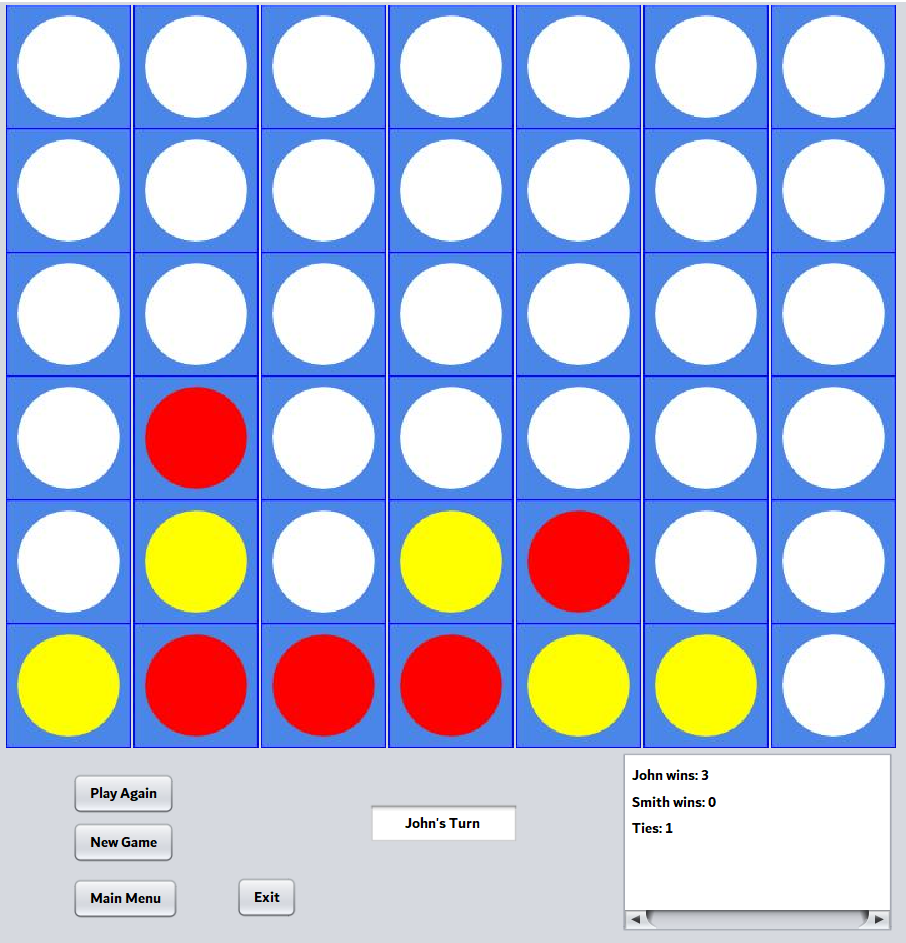 Play Again
New Game
Main Menu
Exit
John's Turn
John wins: 3
Smith wins: 0
Ties: 1